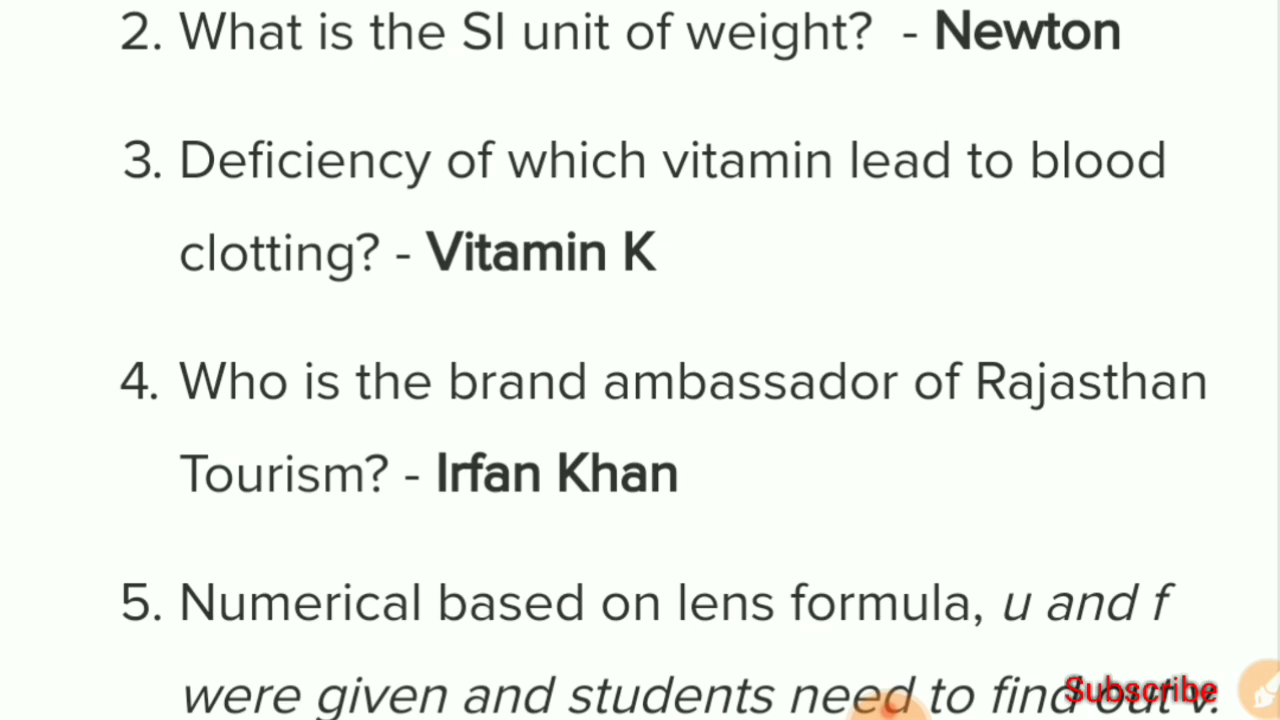 2. What is the SI unit of weight? - Newton
3. Deficiency of which vitamin lead to blood
clotting? - Vitamin K
4. Who is the brand ambassador of Rajasthan
Tourism? - Irfan Khan
5. Numerical based on lens formula, u and f
were given and students need to find out v.
Subscribe